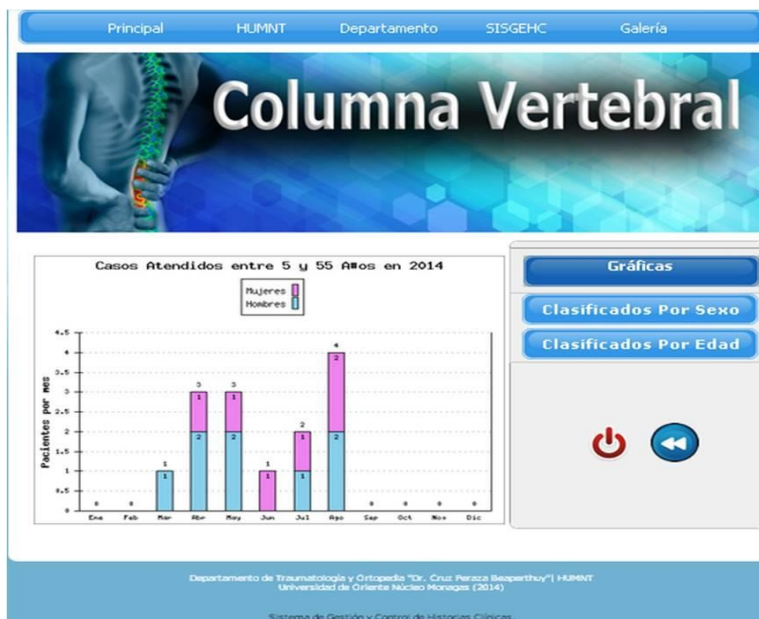 Principal HUMNT Departamento SISGEHC Galería
Columna Vertebral
Casos Atendidos entre 5 y 55 A#os en 2014
Mujeres
Hombres
Pacientes por mes
4.5
4
3.5
3
2.5
2
1.5
1
0.5
0
0 0 1 3 3 1 2 4 0 0 0 0
1 1 1 1 2
1 2 2 1 2
Ene Feb Mar Abr May Jun Jul Ago Sep Oct Nov Dic
Gráficas
Clasificados Por Sexo
Clasificados Por Edad
Departamento de Traumatología y Ortopedia "Dr. Cruz Peraza Beaperthuy"| HUMNT
Universidad de Oriente Núcleo Monagas (2014)
Sistema de Gestión y Control de Historias Clínicas